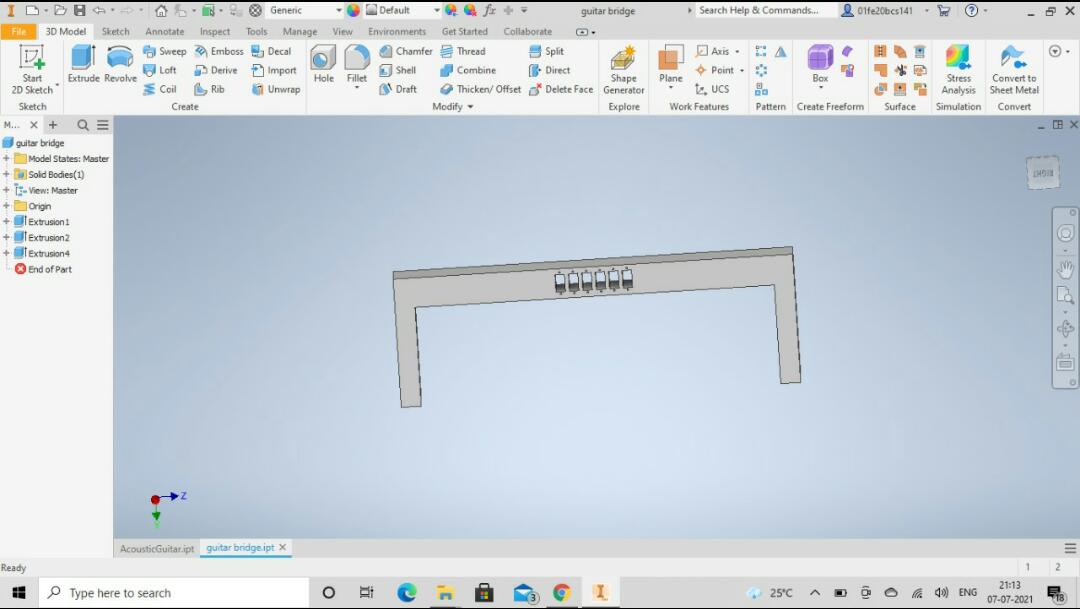 Generic
Default
fx
guitar bridge
Search Help & Commands...
01fe20bcs141
File
3D Model
Sketch
Annotate
Inspect
Tools
Manage
View
Environments
Get Started
Collaborate
Start
2D Sketch
Sketch
Extrude
Revolve
Sweep
Loft
Coil
Emboss
Derive
Rib
Decal
Import
Unwrap
Create
Hole
Fillet
Chamfer
Shell
Draft
Thread
Combine
Thicken/ Offset
Split
Direct
Delete Face
Modify
Shape
Generator
Explore
Plane
Axis
Point
UCS
Work Features
Pattern
Box
Create Freeform
Surface
Stress
Analysis
Simulation
Convert to
Sheet Metal
Convert
M...
guitar bridge
Model States: Master
Solid Bodies(1)
View: Master
Origin
Extrusion1
Extrusion2
Extrusion4
End of Part
RIGHT
Z
Y
AcousticGuitar.ipt
guitar bridge.ipt
Ready
1
2
Type here to search
3
25°C
ENG
21:13
07-07-2021
18